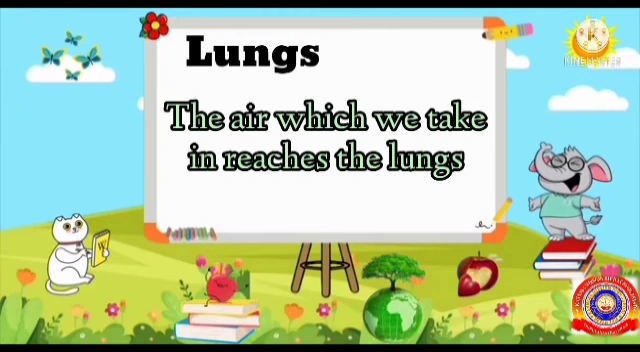 Lungs
The air which we take
in reaches the lungs